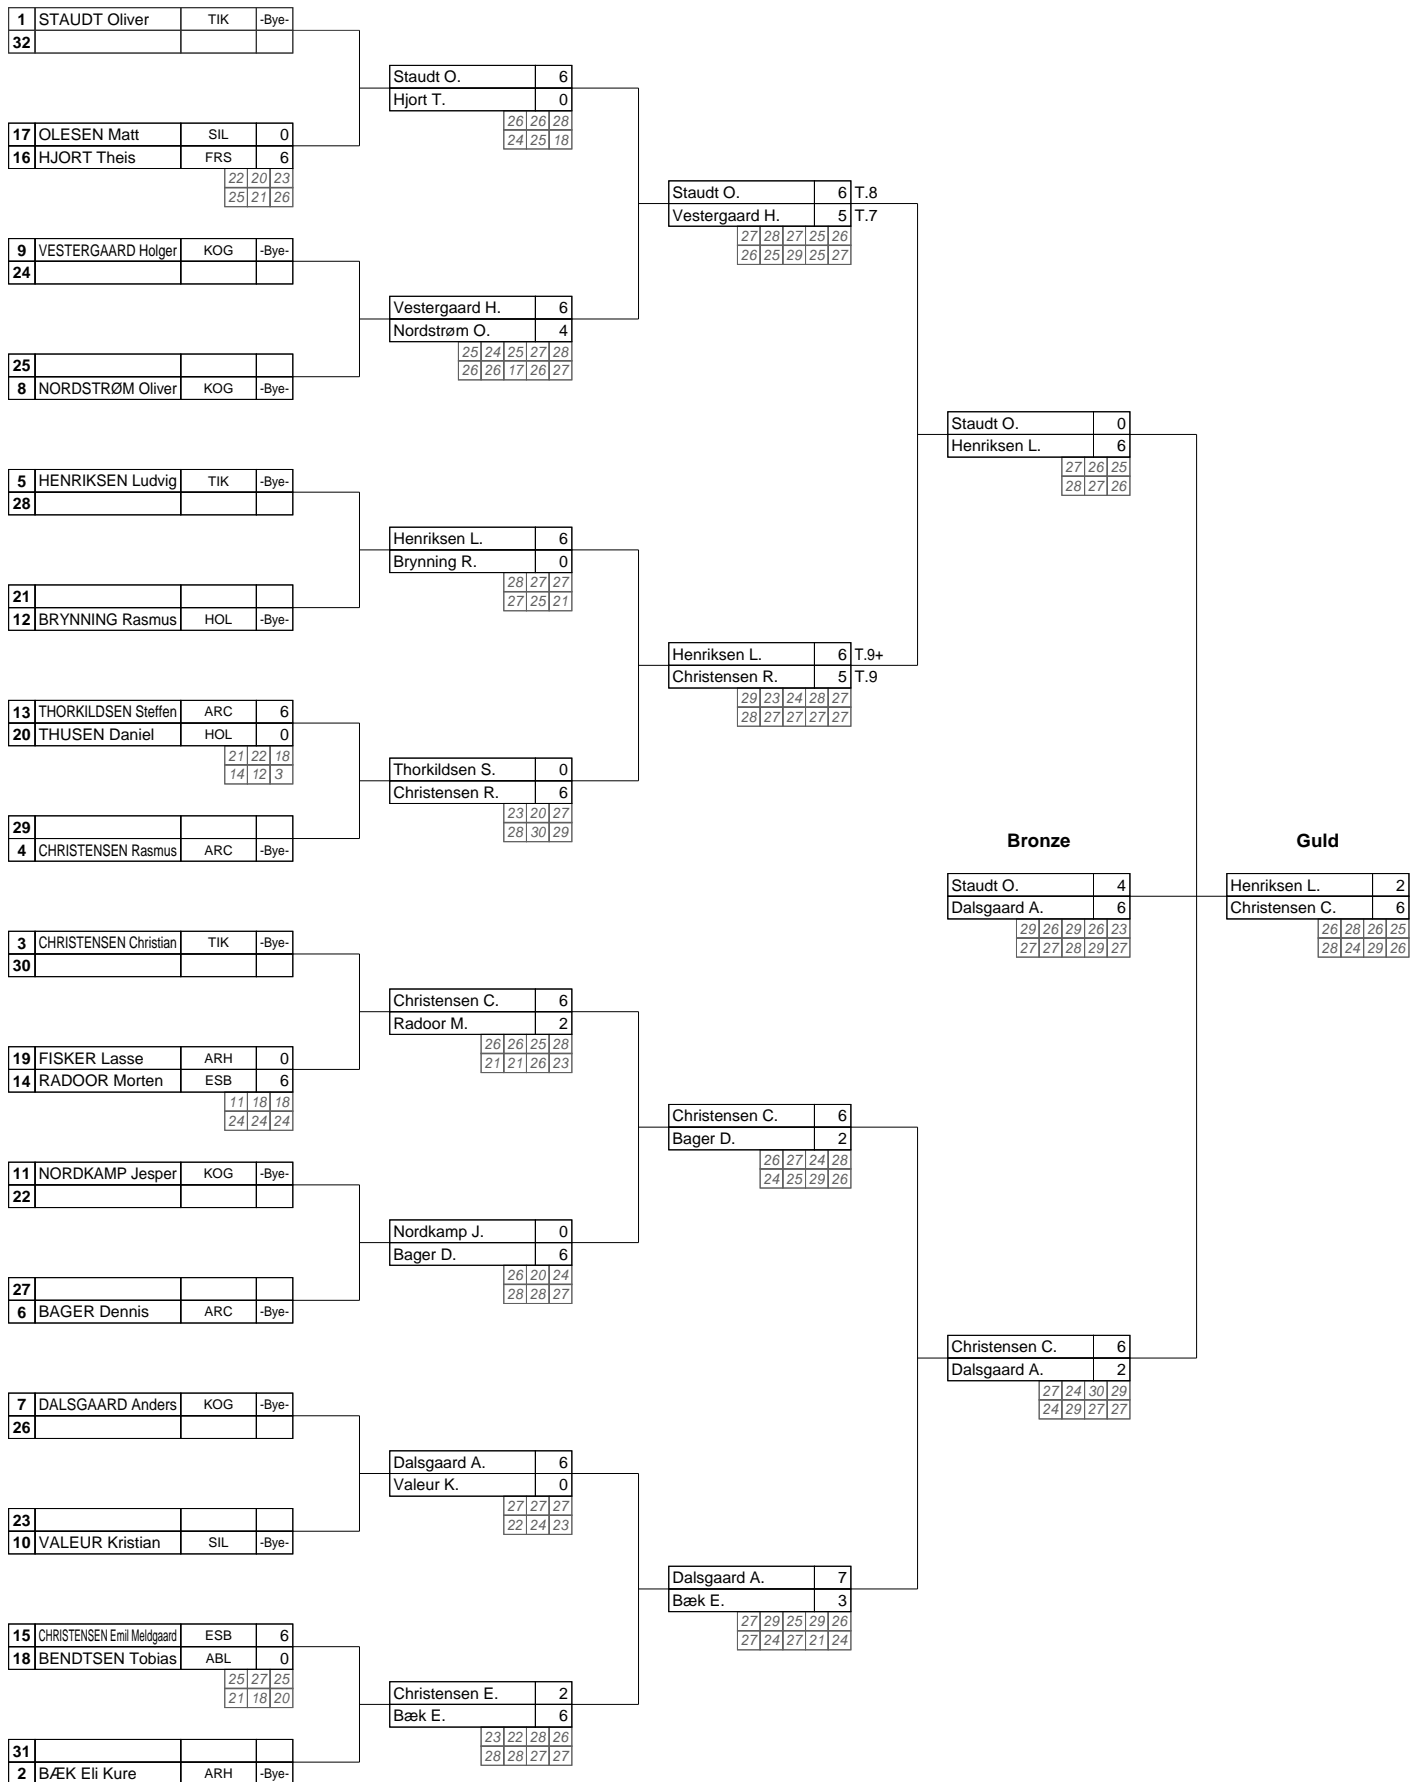 1 STAUDT Oliver TIK -Bye-
32
Staudt O. 6
Hjort T. 0
26 26 28
24 25 18
17 OLESEN Matt SIL 0
16 HJORT Theis FRS 6
22 20 23
25 21 26
Staudt O. 6 T.8
Vestergaard H. 5 T.7
27 28 27 25 26
26 25 29 25 27
9 VESTERGAARD Holger KOG -Bye-
24
Vestergaard H. 6
Nordstrøm O. 4
25 24 25 27 28
26 26 17 26 27
25
8 NORDSTRØM Oliver KOG -Bye-
Staudt O. 0
Henriksen L. 6
27 26 25
28 27 26
5 HENRIKSEN Ludvig TIK -Bye-
28
Henriksen L. 6
Brynning R. 0
28 27 27
27 25 21
21
12 BRYNNING Rasmus HOL -Bye-
Henriksen L. 6 T.9+
Christensen R. 5 T.9
29 23 24 28 27
28 27 27 27 27
13 THORKILDSEN Steffen ARC 6
20 THUSEN Daniel HOL 0
21 22 18
14 12 3
Thorkildsen S. 0
Christensen R. 6
23 20 27
28 30 29
29
4 CHRISTENSEN Rasmus ARC -Bye-
Bronze Guld
Staudt O. 4
Dalsgaard A. 6
29 26 29 26 23
27 27 28 29 27
Henriksen L. 2
Christensen C. 6
26 28 26 25
28 24 29 26
3 CHRISTENSEN Christian TIK -Bye-
30
Christensen C. 6
Radoor M. 2
26 26 25 28
21 21 26 23
19 FISKER Lasse ARH 0
14 RADOOR Morten ESB 6
11 18 18
24 24 24
Christensen C. 6
Bager D. 2
26 27 24 28
24 25 29 26
11 NORDKAMP Jesper KOG -Bye-
22
Nordkamp J. 0
Bager D. 6
26 20 24
28 28 27
27
6 BAGER Dennis ARC -Bye-
Christensen C. 6
Dalsgaard A. 2
27 24 30 29
24 29 27 27
7 DALSGAARD Anders KOG -Bye-
26
Dalsgaard A. 6
Valeur K. 0
27 27 27
22 24 23
23
10 VALEUR Kristian SIL -Bye-
Dalsgaard A. 7
Bæk E. 3
27 29 25 29 26
27 24 27 21 24
15 CHRISTENSEN Emil Meldgaard ESB 6
18 BENDTSEN Tobias ABL 0
25 27 25
21 18 20
Christensen E. 2
Bæk E. 6
23 22 28 26
28 28 27 27
31
2 BÆK Eli Kure ARH -Bye-